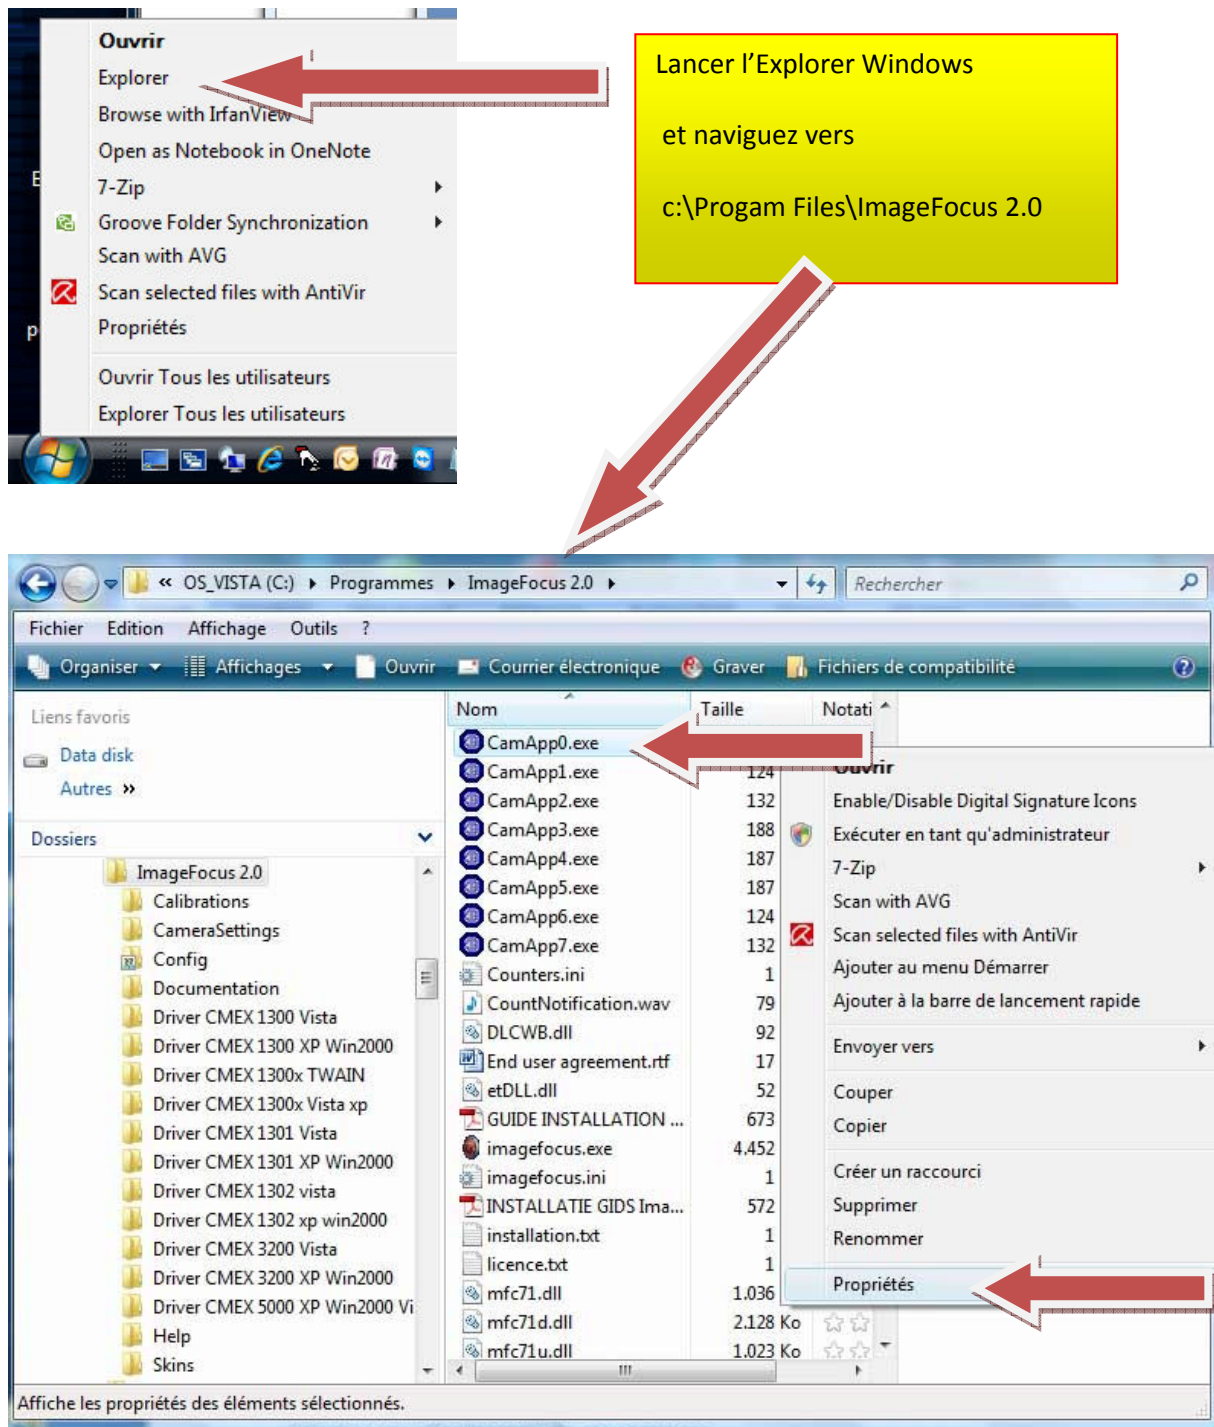 Ouvrir
Explorer
Browse with IrfanView
Open as Notebook in OneNote
7-Zip
Groove Folder Synchronization
Scan with AVG
Scan selected files with AntiVir
Propriétés
Ouvrir Tous les utilisateurs
Explorer Tous les utilisateurs
Lancer l'Explorer Windows
et naviguez vers
c:\Progam Files\ImageFocus 2.0
« OS_VISTA (C:) Programmes ImageFocus 2.0
Rechercher
Fichier Edition Affichage Outils ?
Organiser Affichages Ouvrir Courrier électronique Graver Fichiers de compatibilité
Liens favoris
Data disk
Autres »
Dossiers
ImageFocus 2.0
Calibrations
CameraSettings
Config
Documentation
Driver CMEX 1300 Vista
Driver CMEX 1300 XP Win2000
Driver CMEX 1300x TWAIN
Driver CMEX 1300x Vista xp
Driver CMEX 1301 Vista
Driver CMEX 1301 XP Win2000
Driver CMEX 1302 vista
Driver CMEX 1302 xp win2000
Driver CMEX 3200 Vista
Driver CMEX 3200 XP Win2000
Driver CMEX 5000 XP Win2000 Vi
Help
Skins
Nom Taille Notati
CamApp0.exe
CamApp1.exe 124
CamApp2.exe 132
CamApp3.exe 188
CamApp4.exe 187
CamApp5.exe 187
CamApp6.exe 124
CamApp7.exe 132
Counters.ini 1
CountNotification.wav 79
DLCWB.dll 92
End user agreement.rtf 17
etDLL.dll 52
GUIDE INSTALLATION ... 673
imagefocus.exe 4.452
imagefocus.ini 1
INSTALLATIE GIDS Ima... 572
installation.txt 1
licence.txt 1
mfc71.dll 1.036
mfc71d.dll 2.128 Ko
mfc71u.dll 1.023 Ko
Ouvrir
Enable/Disable Digital Signature Icons
Exécuter en tant qu'administrateur
7-Zip
Scan with AVG
Scan selected files with AntiVir
Ajouter au menu Démarrer
Ajouter à la barre de lancement rapide
Envoyer vers
Couper
Copier
Créer un raccourci
Supprimer
Renommer
Propriétés
Affiche les propriétés des éléments sélectionnés.